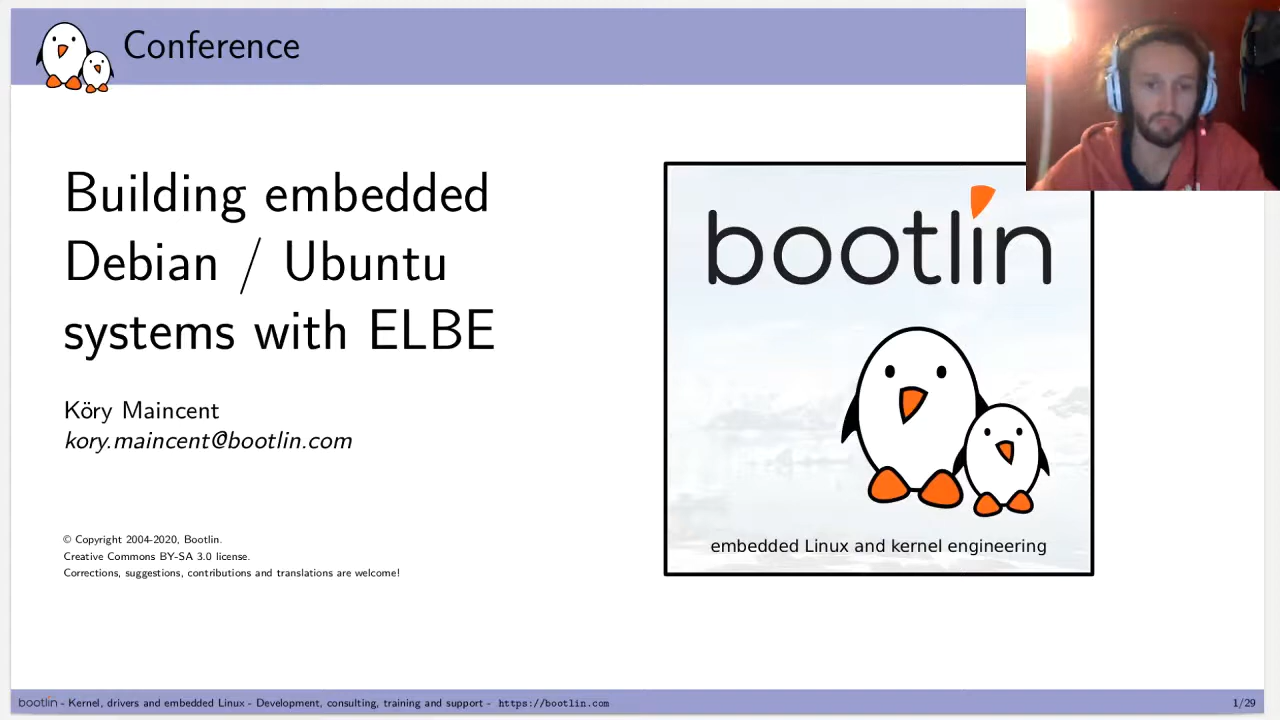 Conference
Building embedded
Debian / Ubuntu
systems with ELBE
Köry Maincent
kory.maincent@bootlin.com
© Copyright 2004-2020, Bootlin.
Creative Commons BY-SA 3.0 license.
Corrections, suggestions, contributions and translations are welcome!
bootlin
embedded Linux and kernel engineering
bootlin - Kernel, drivers and embedded Linux - Development, consulting, training and support - https://bootlin.com
1/29